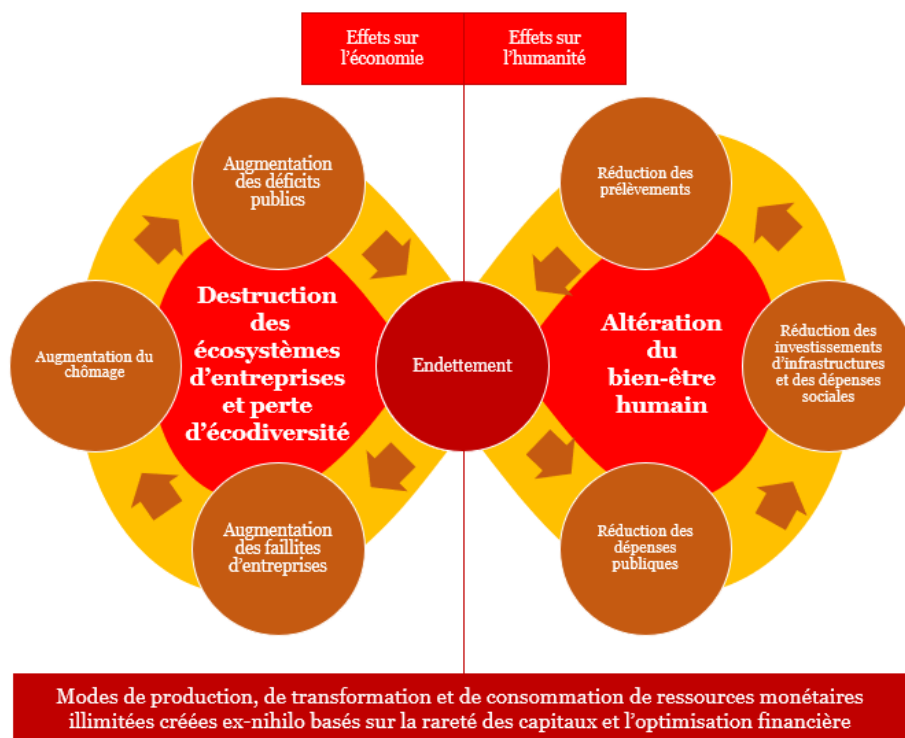 Effets sur
l'économie
Effets sur
l'humanité
Augmentation
des déficits
publics
Réduction des
prélèvements
Destruction
des
écosystèmes
d'entreprises
et perte
d'écodiversité
Altération
du
bien-être
humain
Augmentation du
chômage
Endettement
Réduction des
investissements
d'infrastructures
et des dépenses
sociales
Augmentation
des faillites
d'entreprises
Réduction des
dépenses
publiques
Modes de production, de transformation et de consommation de ressources monétaires
illimitées créées ex-nihilo basés sur la rareté des capitaux et l'optimisation financière